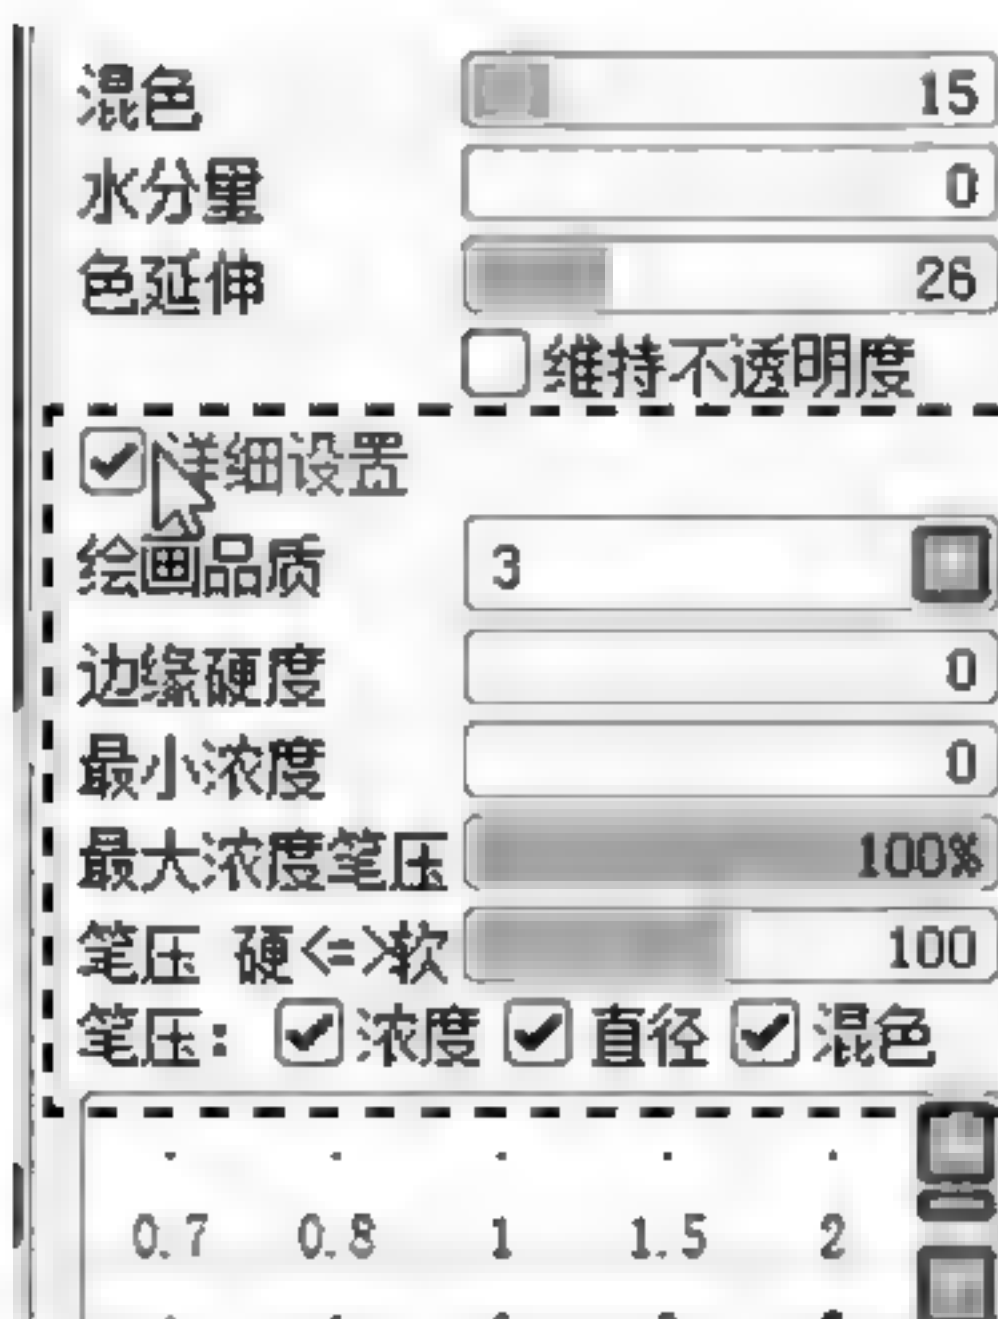 混色 15
水分量 0
色延伸 26
维持不透明度
详细设置
绘画品质 3
边缘硬度 0
最小浓度 0
最大浓度笔压 100%
笔压 硬<=>软 100
笔压: 浓度 直径 混色
0.7 0.8 1 1.5 2